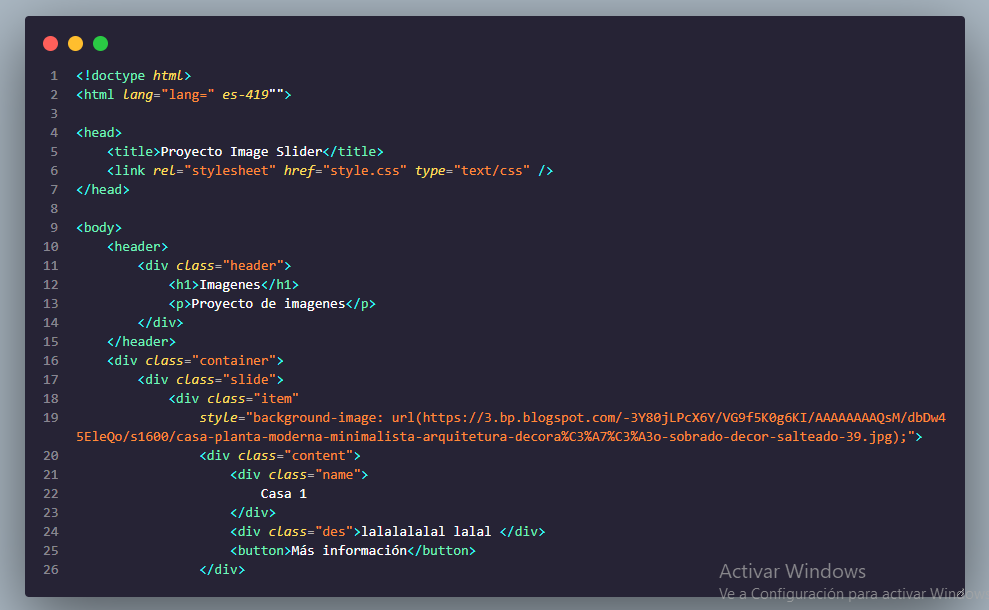 1 <!doctype html>
2 <html lang="lang=" es-419"">
3
4 <head>
5     <title>Proyecto Image Slider</title>
6     <link rel="stylesheet" href="style.css" type="text/css" />
7 </head>
8
9 <body>
10     <header>
11         <div class="header">
12             <h1>Imagenes</h1>
13             <p>Proyecto de imagenes</p>
14         </div>
15     </header>
16     <div class="container">
17         <div class="slide">
18             <div class="item"
19                 style="background-image: url(https://3.bp.blogspot.com/-3Y80jLPcX6Y/VG9f5K0g6KI/AAAAAAAAQsM/dbDw4
5EleQo/s1600/casa-planta-moderna-minimalista-arquitetura-decora%C3%A7%C3%A3o-sobrado-decor-salteado-39.jpg);">
20                 <div class="content">
21                     <div class="name">
22                         Casa 1
23                     </div>
24                     <div class="des">lalalalalal lalal </div>
25                     <button>Más información</button>
26                 </div>
Activar Windows
Ve a Configuración para activar Windows